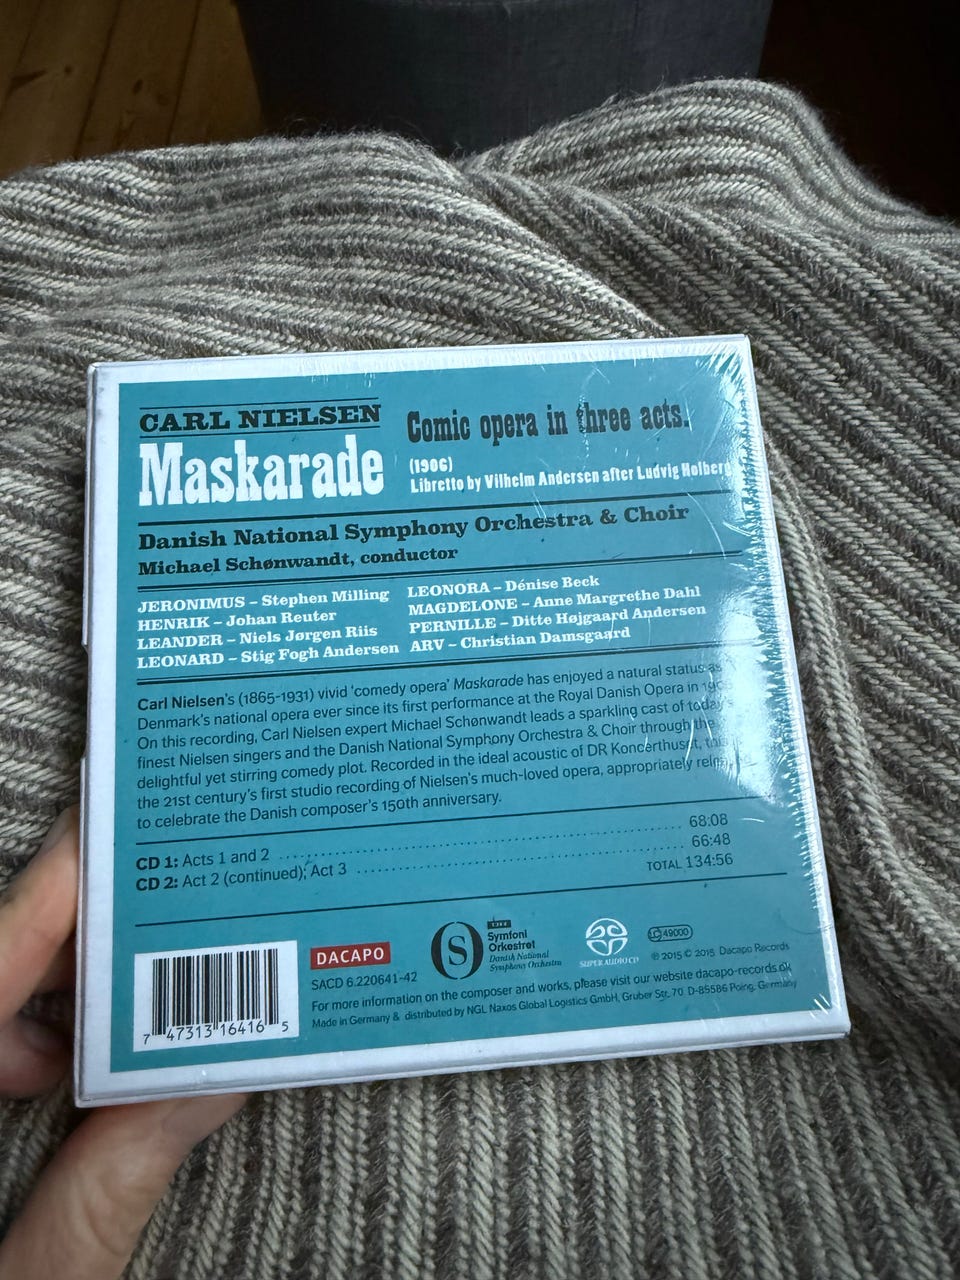 CARL NIELSEN
Maskarade
Comic opera in three acts.
(1906)
Libretto by Vilhelm Andersen after Ludvig Holberg
Danish National Symphony Orchestra & Choir
Michael Schønwandt, conductor
JERONIMUS – Stephen Milling
HENRIK – Johan Reuter
LEANDER – Niels Jørgen Riis
LEONARD – Stig Fogh Andersen
LEONORA – Dénise Beck
MAGDELONE – Anne Margrethe Dahl
PERNILLE – Ditte Højgaard Andersen
ARV – Christian Damsgaard
Carl Nielsen's (1865-1931) vivid 'comedy opera' Maskarade has enjoyed a natural status as
Denmark's national opera ever since its first performance at the Royal Danish Opera in
On this recording, Carl Nielsen expert Michael Schønwandt leads a sparkling cast of today's
finest Nielsen singers and the Danish National Symphony Orchestra & Choir through the
delightful yet stirring comedy plot. Recorded in the ideal acoustic of DR Koncerthuset, this
the 21st century's first studio recording of Nielsen's much-loved opera, appropriately
to celebrate the Danish composer's 150th anniversary.
CD 1: Acts 1 and 2 ........ 68:08
CD 2: Act 2 (continued); Act 3 ........ 66:48
TOTAL 134:56
7 47313 16416 5
DACAPO
SACD 6.220641-42
S
Symfoni
Orkestret
Danish National
Symphony Orchestra
SUPER AUDIO CD
LC 49000
℗ 2015 © 2015 Dacapo Records
For more information on the composer and works, please visit our website dacapo-records.dk
Made in Germany & distributed by NGL Naxos Global Logistics GmbH, Gruber Str. 70 D-85586 Poing, Germany